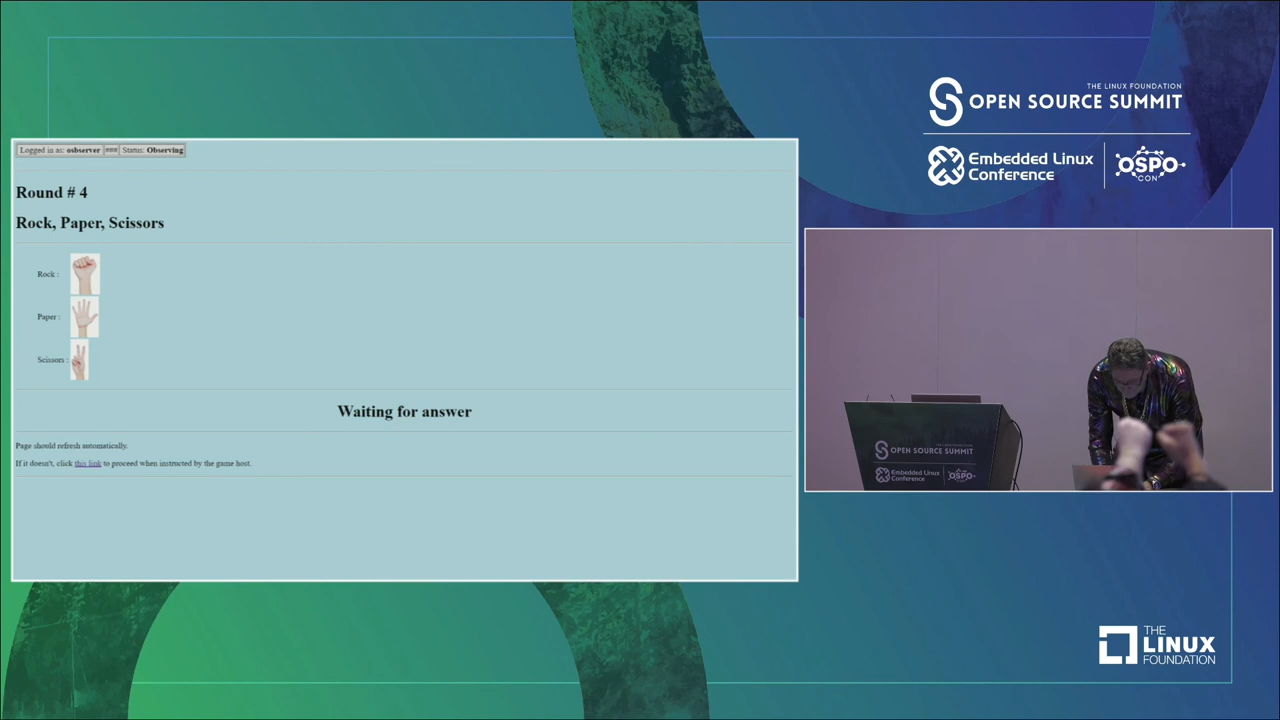 THE LINUX FOUNDATION
OPEN SOURCE SUMMIT
Embedded Linux
Conference
OSPO
CON
Logged in as: osbserver ### Status: Observing
Round # 4
Rock, Paper, Scissors
Rock :
Paper :
Scissors :
Waiting for answer
Page should refresh automatically.
If it doesn't, click this link to proceed when instructed by the game host.
OPEN SOURCE SUMMIT
Embedded Linux
Conference
OSPO
CON
THE
LINUX
FOUNDATION